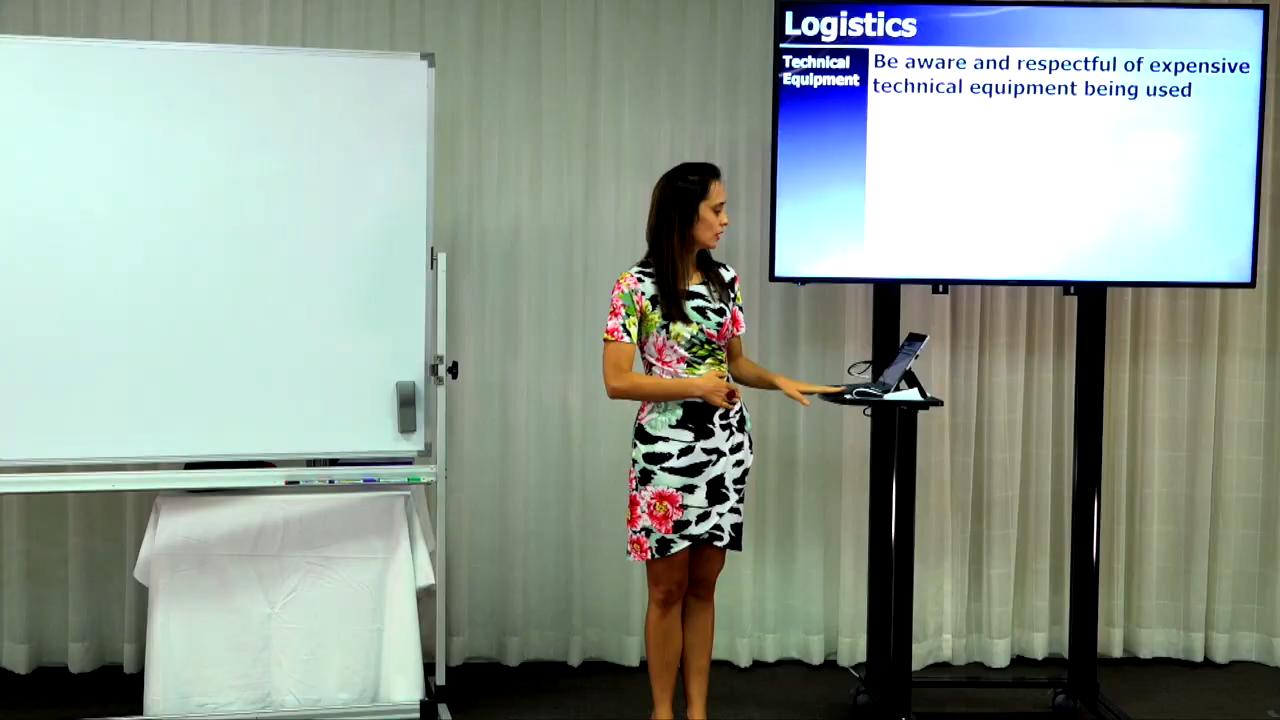 Logistics
Technical
Equipment
Be aware and respectful of expensive
technical equipment being used